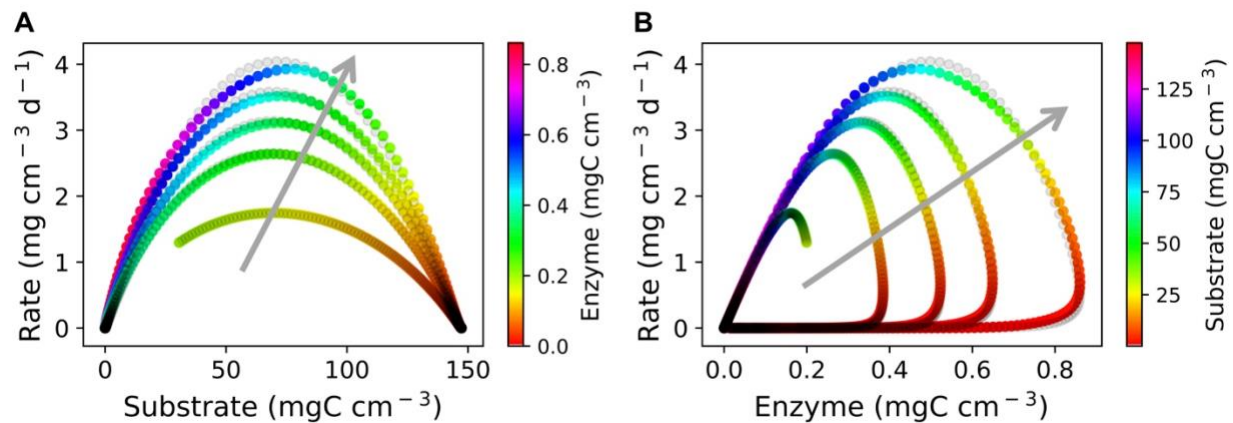 A
Rate (mg cm⁻³ d⁻¹)
4
3
2
1
0
0 50 100 150
Substrate (mgC cm⁻³)
0.8
0.6
0.4
0.2
0.0
Enzyme (mgC cm⁻³)
B
Rate (mg cm⁻³ d⁻¹)
4
3
2
1
0
0.0 0.2 0.4 0.6 0.8
Enzyme (mgC cm⁻³)
125
100
75
50
25
Substrate (mgC cm⁻³)